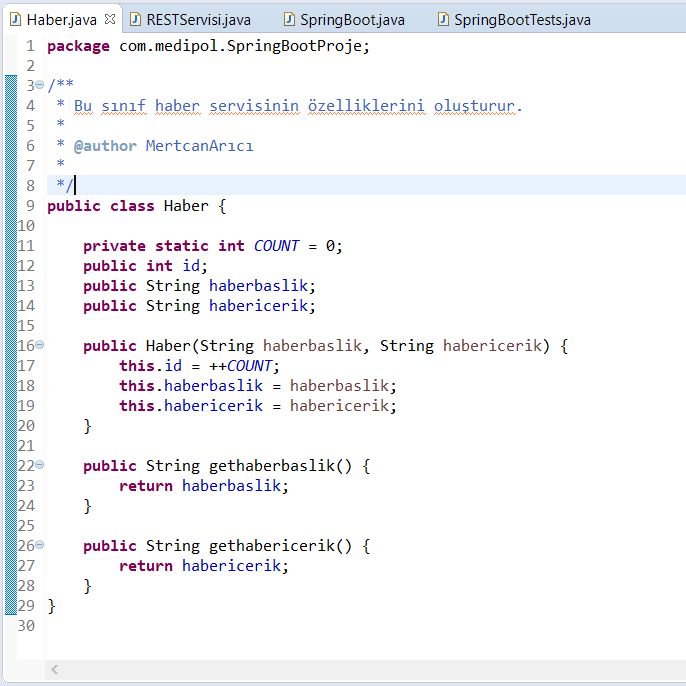 Haber.java RESTServisi.java SpringBoot.java SpringBootTests.java
1 package com.medipol.SpringBootProje;
2
3 /**
4 * Bu sınıf haber servisinin özelliklerini oluşturur.
5 *
6 * @author MertcanArıcı
7 *
8 */
9 public class Haber {
10
11 private static int COUNT = 0;
12 public int id;
13 public String haberbaslik;
14 public String habericerik;
15
16 public Haber(String haberbaslik, String habericerik) {
17 this.id = ++COUNT;
18 this.haberbaslik = haberbaslik;
19 this.habericerik = habericerik;
20 }
21
22 public String gethaberbaslik() {
23 return haberbaslik;
24 }
25
26 public String gethabericerik() {
27 return habericerik;
28 }
29 }
30